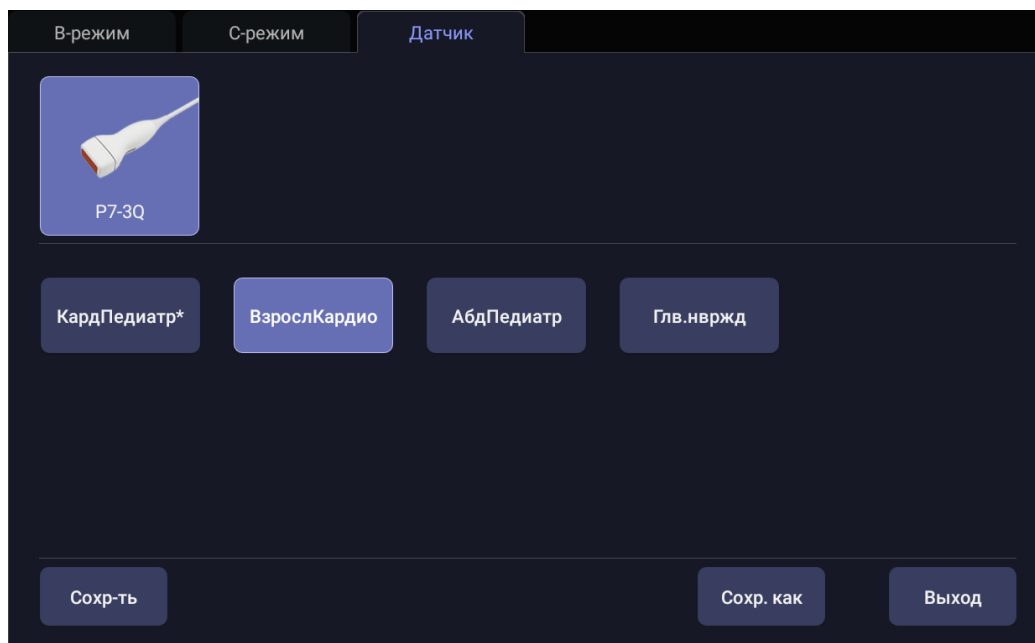 В-режим
С-режим
Датчик
P7-3Q
КардПедиатр*
ВзрослКардио
АбдПедиатр
Глв.нвржд
Сохр-ть
Сохр. как
Выход